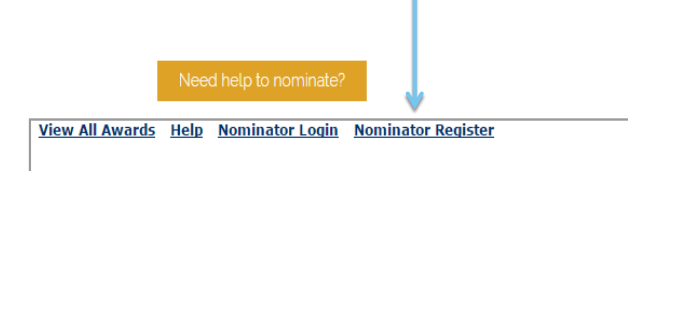 Need help to nominate?
View All Awards Help Nominator Login Nominator Register